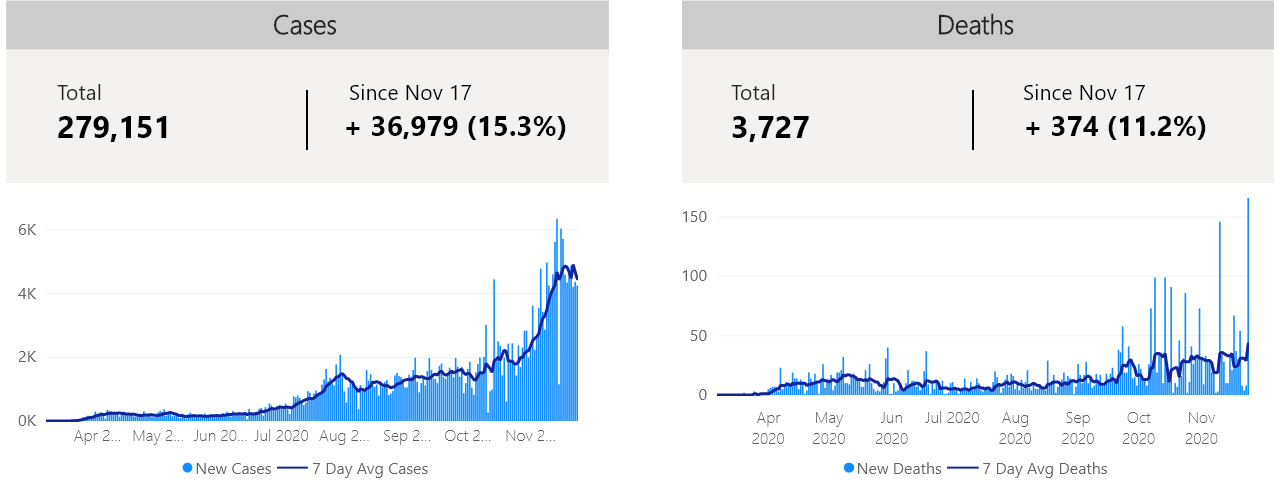 Cases
Total
279,151
Since Nov 17
+ 36,979 (15.3%)
6K
4K
2K
0K
Apr 2... May 2... Jun 20... Jul 2020 Aug 2... Sep 2... Oct 2... Nov 2...
New Cases 7 Day Avg Cases
Deaths
Total
3,727
Since Nov 17
+ 374 (11.2%)
150
100
50
0
Apr 2020 May 2020 Jun 2020 Jul 2020 Aug 2020 Sep 2020 Oct 2020 Nov 2020
New Deaths 7 Day Avg Deaths